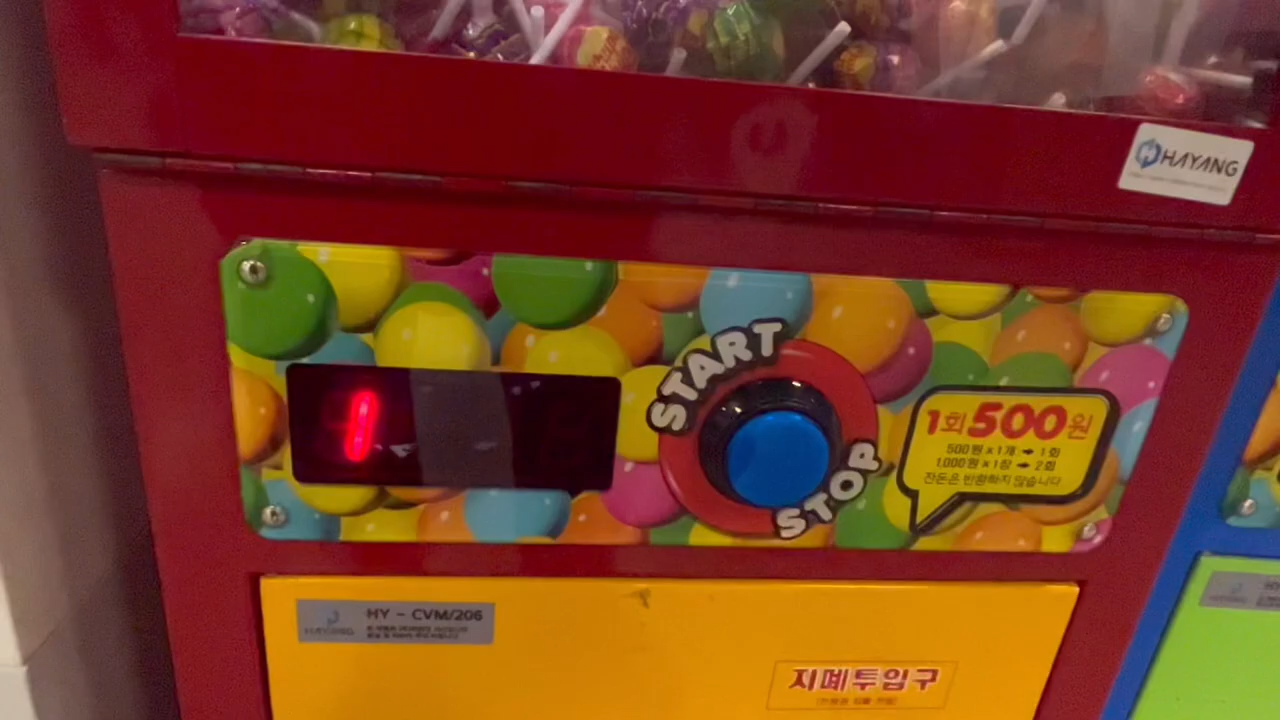 HAYANG
START
1
STOP
1회 500원
500원 x 1개 ➡ 1회
1,000원 x 1장 ➡ 2회
잔돈은 반환하지 않습니다
HY - CVM/206
HAYANG
지폐투입구